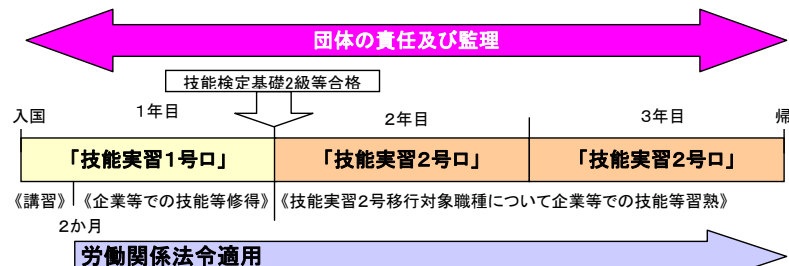 団体の責任及び監理
技能検定基礎2級等合格
入国
1年目
2年目
3年目
帰
「技能実習1号ロ」
「技能実習2号ロ」
「技能実習2号ロ」
《講習》
《企業等での技能等修得》
《技能実習2号移行対象職種について企業等での技能等習熟》
2か月
労働関係法令適用